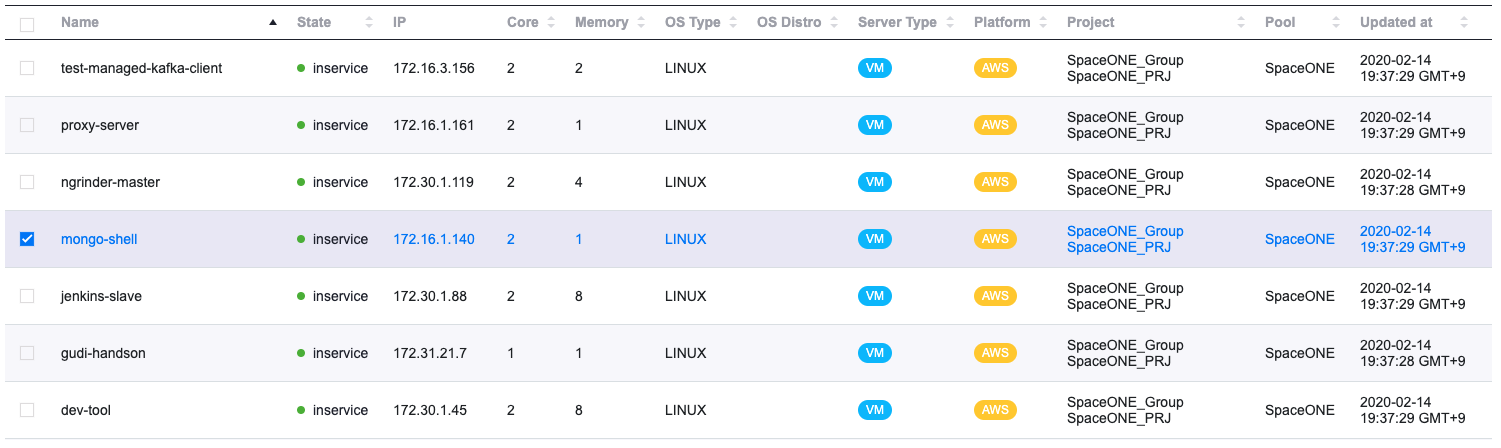 Name State IP Core Memory OS Type OS Distro Server Type Platform Project Pool Updated at
test-managed-kafka-client inservice 172.16.3.156 2 2 LINUX VM AWS SpaceONE_Group SpaceONE_PRJ SpaceONE 2020-02-14 19:37:29 GMT+9
proxy-server inservice 172.16.1.161 2 1 LINUX VM AWS SpaceONE_Group SpaceONE_PRJ SpaceONE 2020-02-14 19:37:29 GMT+9
ngrinder-master inservice 172.30.1.119 2 4 LINUX VM AWS SpaceONE_Group SpaceONE_PRJ SpaceONE 2020-02-14 19:37:28 GMT+9
mongo-shell inservice 172.16.1.140 2 1 LINUX VM AWS SpaceONE_Group SpaceONE_PRJ SpaceONE 2020-02-14 19:37:29 GMT+9
jenkins-slave inservice 172.30.1.88 2 8 LINUX VM AWS SpaceONE_Group SpaceONE_PRJ SpaceONE 2020-02-14 19:37:29 GMT+9
gudi-handson inservice 172.31.21.7 1 1 LINUX VM AWS SpaceONE_Group SpaceONE_PRJ SpaceONE 2020-02-14 19:37:28 GMT+9
dev-tool inservice 172.30.1.45 2 8 LINUX VM AWS SpaceONE_Group SpaceONE_PRJ SpaceONE 2020-02-14 19:37:29 GMT+9